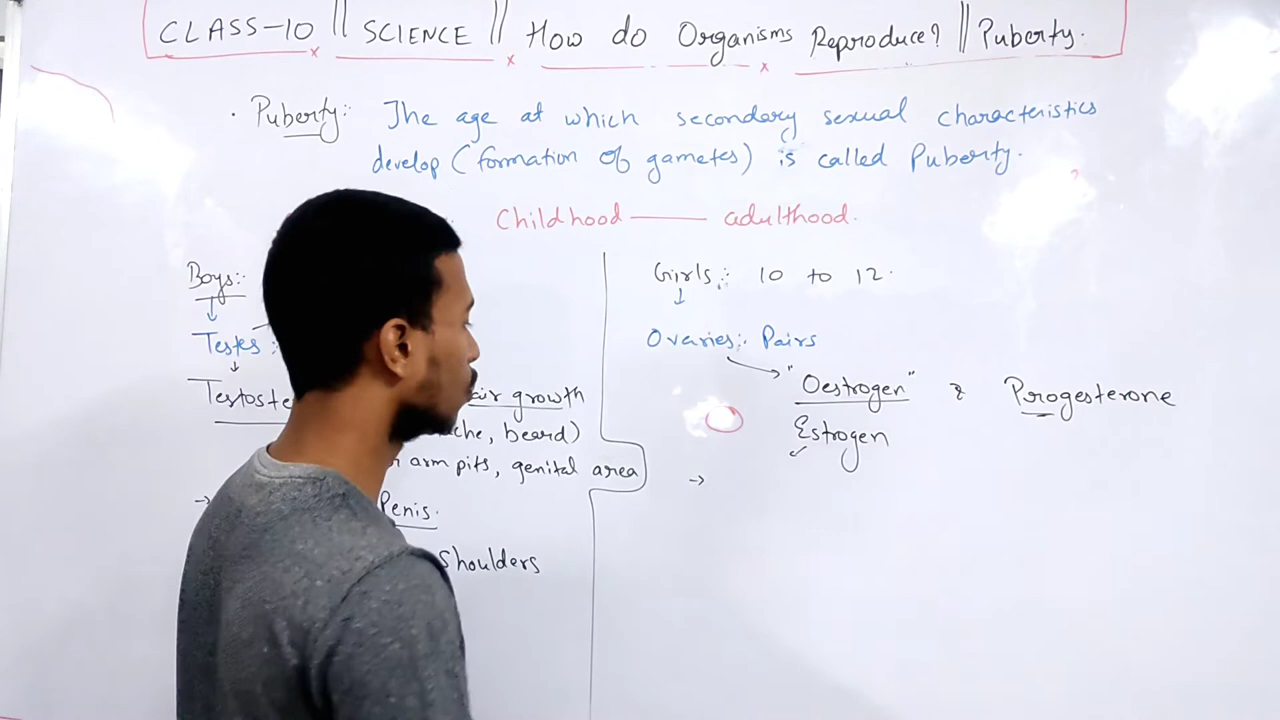 CLASS-10 || SCIENCE || How do Organisms Reproduce? || Puberty.
· Puberty:- The age at which secondary sexual characteristics
develop (formation of gametes) is called Puberty.
Childhood —— adulthood.
Boys:-
↓
Testes :
↓
growth
beard)
arm pits, genital area
→ Penis.
Shoulders
Girls:- 10 to 12.
↓
Ovaries:- Pairs
→ "Oestrogen" & Progesterone
Estrogen
→